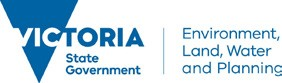 VICTORIA
State
Government
Environment,
Land, Water
and Planning